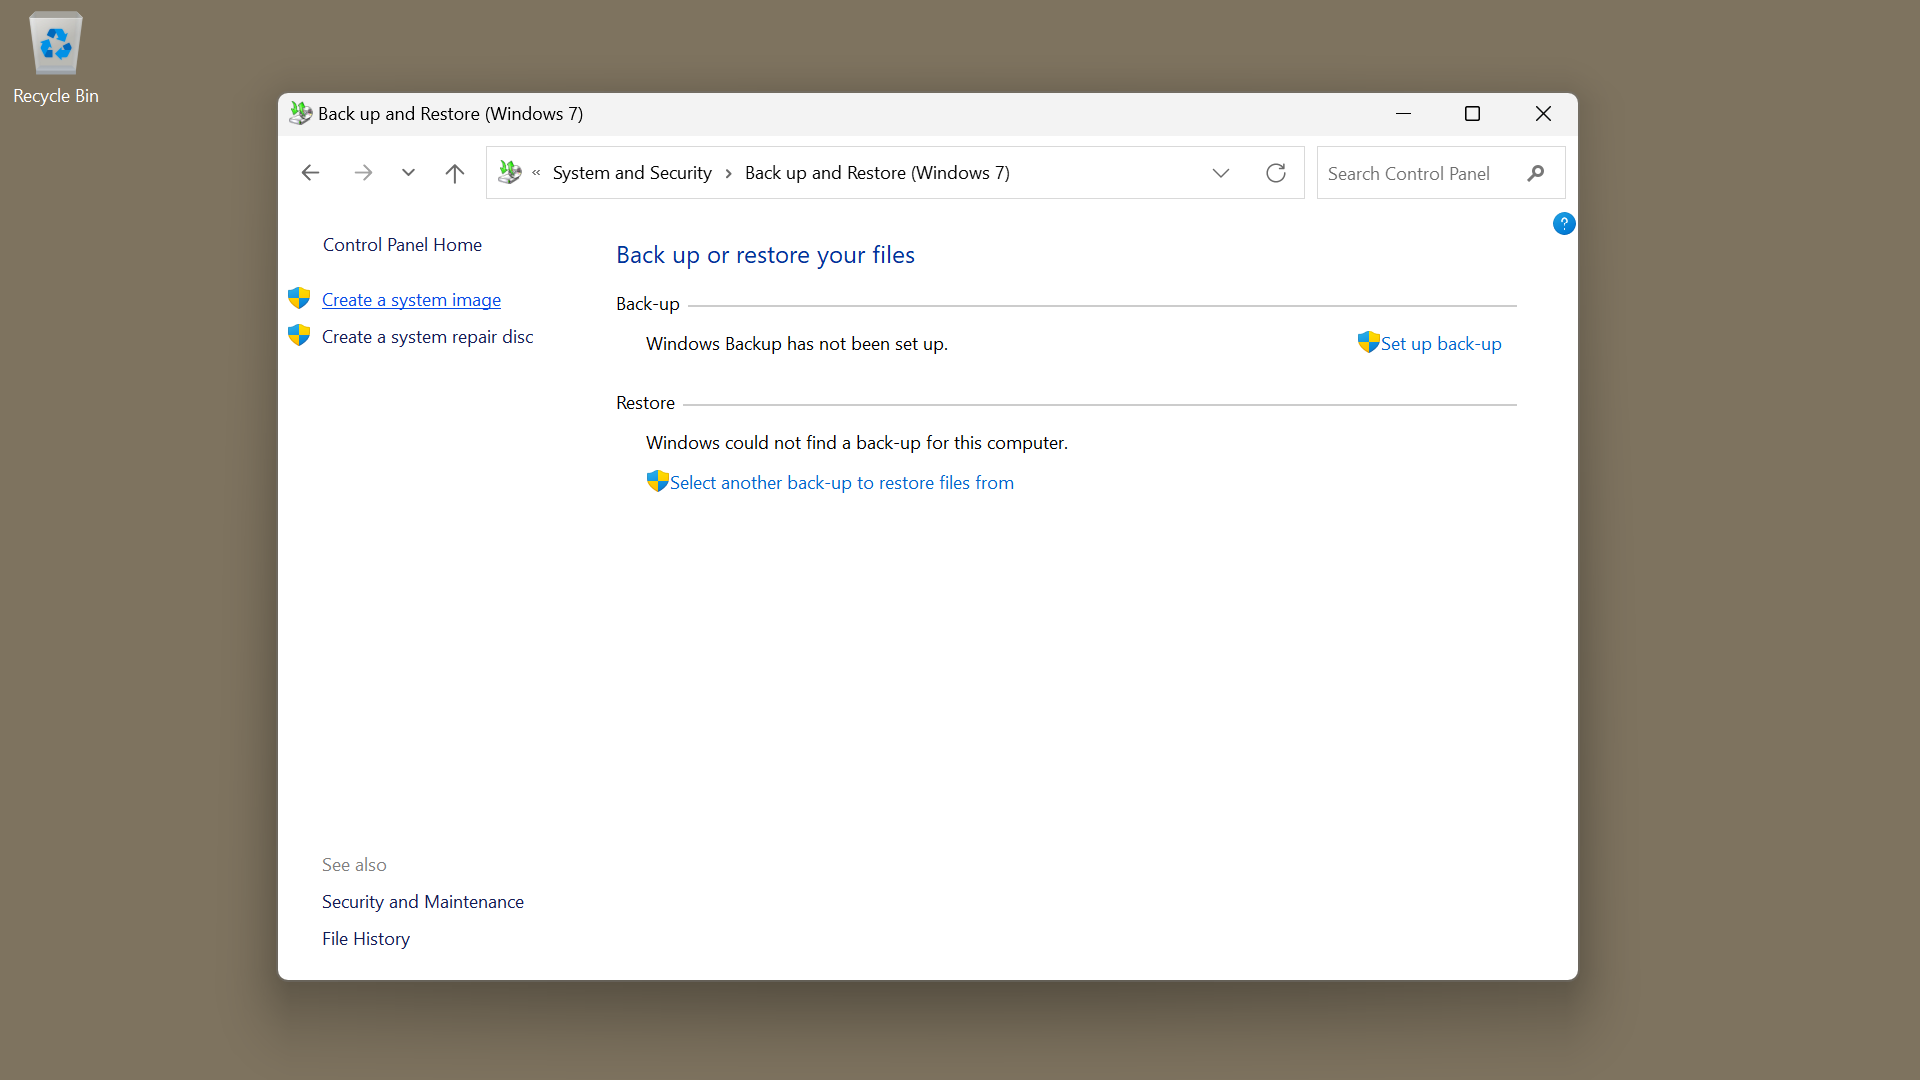 Recycle Bin
Back up and Restore (Windows 7)
« System and Security › Back up and Restore (Windows 7)
Search Control Panel
?
Control Panel Home
Create a system image
Create a system repair disc
Back up or restore your files
Back-up
Windows Backup has not been set up.
Set up back-up
Restore
Windows could not find a back-up for this computer.
Select another back-up to restore files from
See also
Security and Maintenance
File History